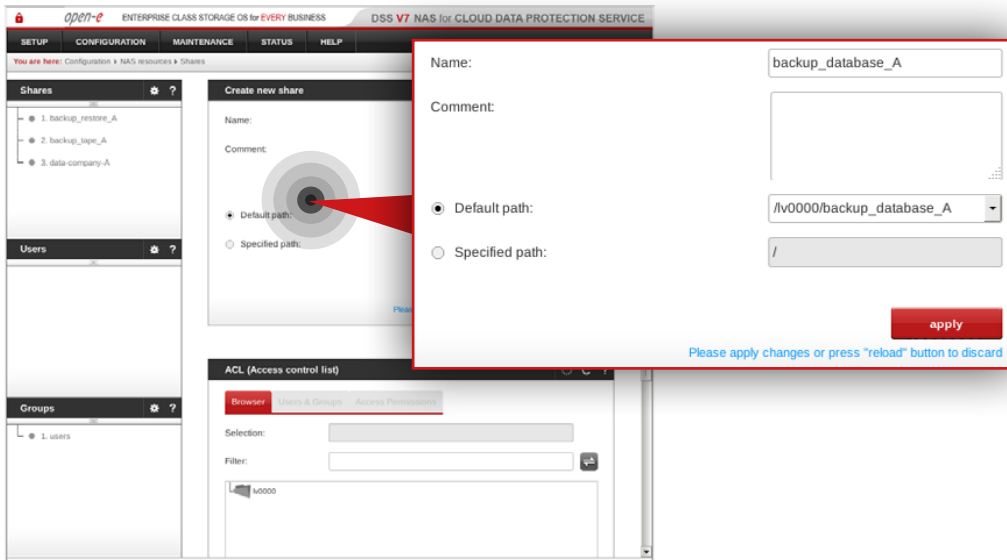 open-e ENTERPRISE CLASS STORAGE OS for EVERY BUSINESS DSS V7 NAS for CLOUD DATA PROTECTION SERVICE
SETUP CONFIGURATION MAINTENANCE STATUS HELP
You are here: Configuration › NAS resources › Shares
Shares ?
1. backup_restore_A
2. backup_tape_A
3. data-company-A
Users ?
Groups ?
1. users
Create new share
Name:
Comment:
Default path:
Specified path:
Plea
Name: backup_database_A
Comment:
Default path: /lv0000/backup_database_A
Specified path: /
apply
Please apply changes or press "reload" button to discard
ACL (Access control list) ?
Browser Users & Groups Access Permissions
Selection:
Filter:
lv0000